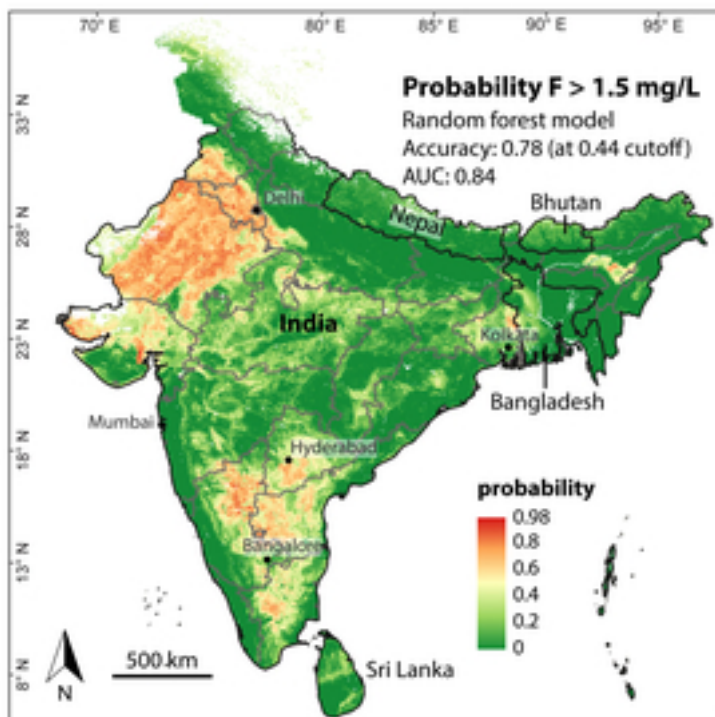 70° E
80° E
85° E
90° E
95° E
Probability F > 1.5 mg/L
Random forest model
Accuracy: 0.78 (at 0.44 cutoff)
AUC: 0.84
33° N
28° N
23° N
18° N
13° N
8° N
Delhi
Nepal
Bhutan
India
Kolkata
Bangladesh
Mumbai
Hyderabad
Bangalore
Sri Lanka
probability
0.98
0.8
0.6
0.4
0.2
0
N
500 km